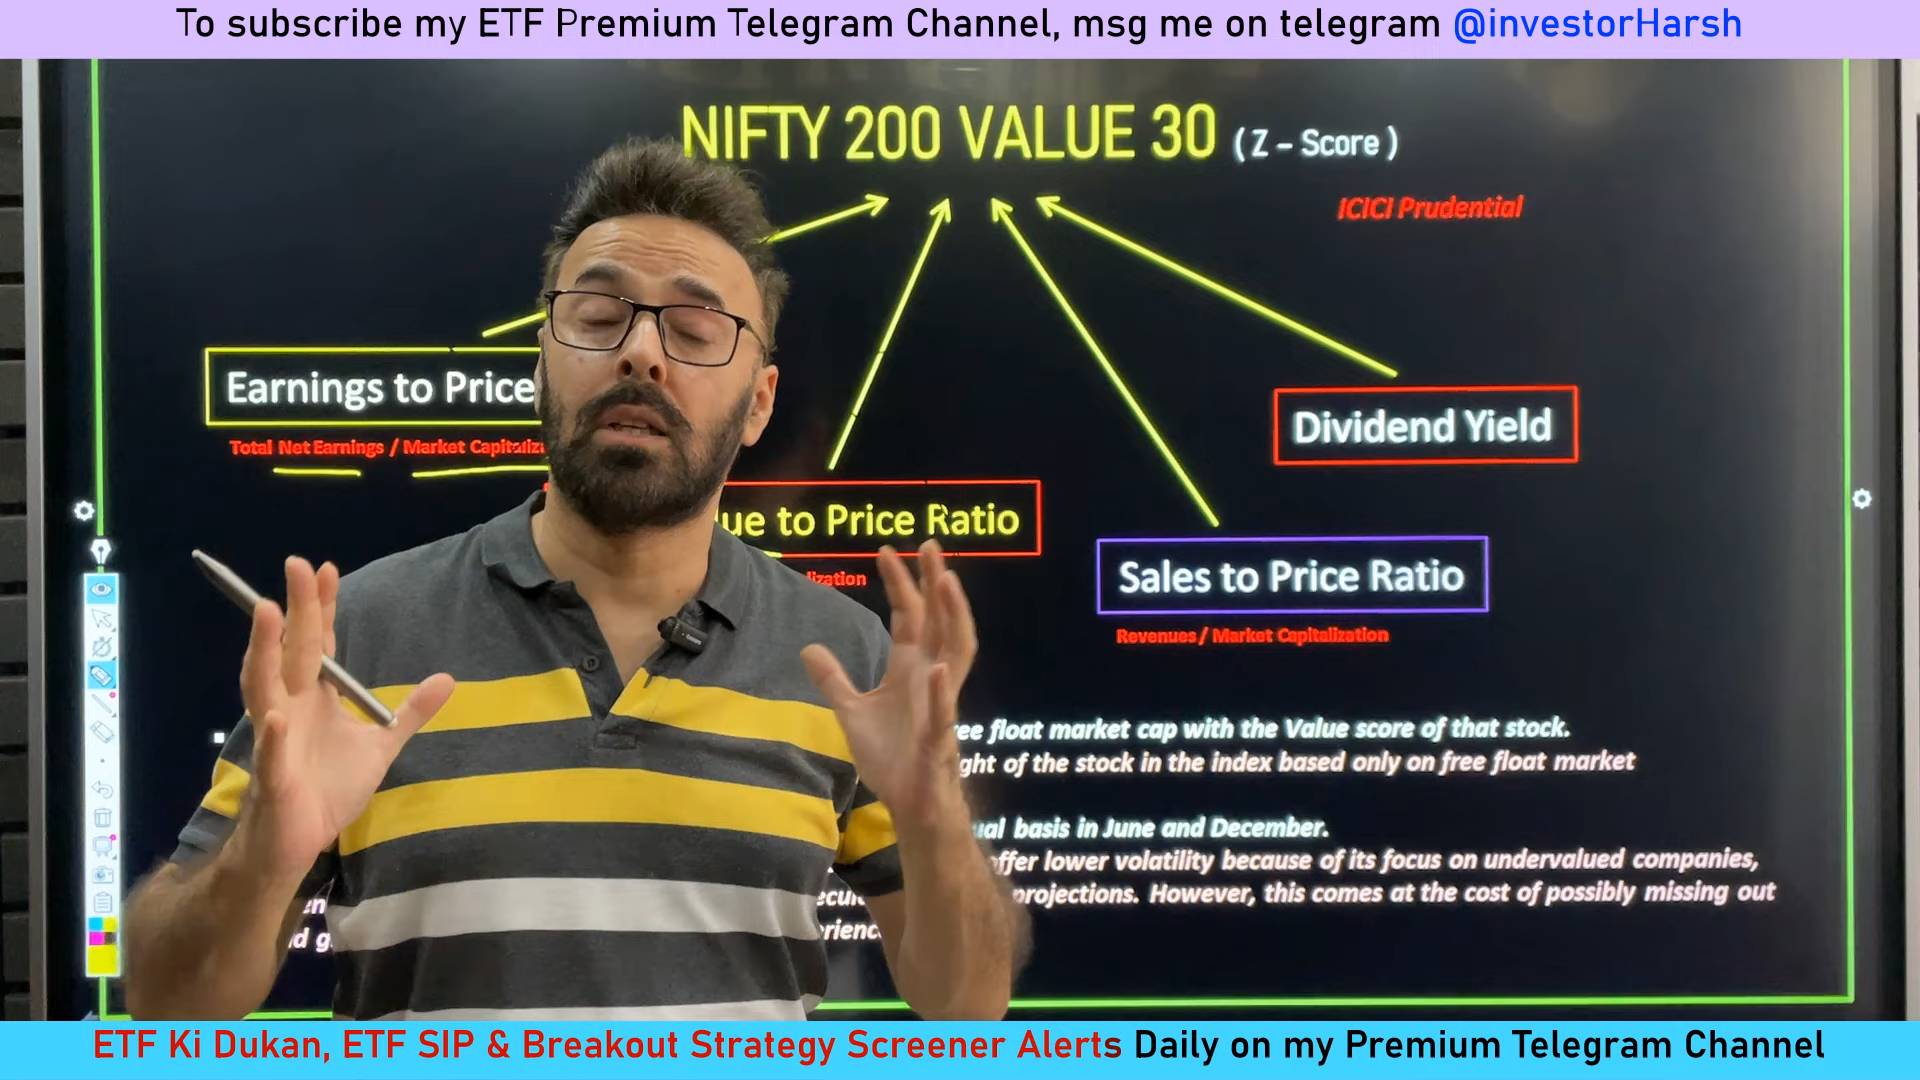 To subscribe my ETF Premium Telegram Channel, msg me on telegram @investorHarsh
NIFTY 200 VALUE 30 ( Z – Score )
ICICI Prudential
Earnings to Price
Total Net Earnings / Market
Dividend Yield
to Price Ratio
Sales to Price Ratio
Revenues / Market Capitalization
float market cap with the Value score of that stock.
of the stock in the index based only on free float market
basis in June and December.
lower volatility because of its focus on undervalued companies,
projections. However, this comes at the cost of possibly missing out
ETF Ki Dukan, ETF SIP & Breakout Strategy Screener Alerts Daily on my Premium Telegram Channel